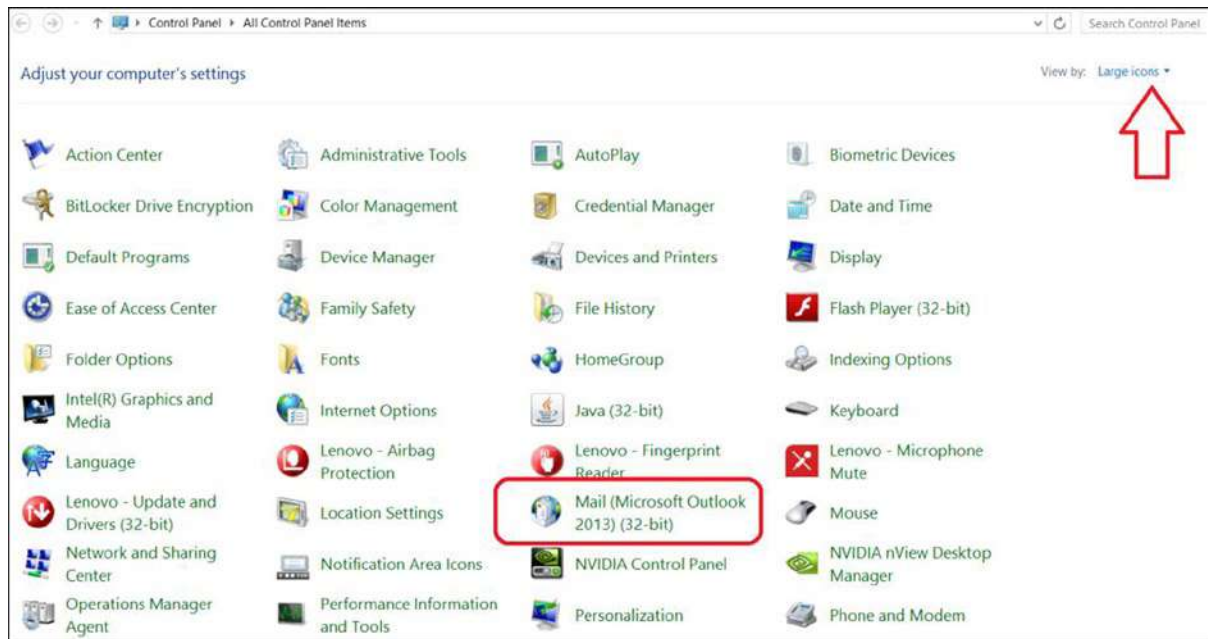 Control Panel All Control Panel Items Search Control Panel
Adjust your computer's settings View by: Large icons
Action Center Administrative Tools AutoPlay Biometric Devices
BitLocker Drive Encryption Color Management Credential Manager Date and Time
Default Programs Device Manager Devices and Printers Display
Ease of Access Center Family Safety File History Flash Player (32-bit)
Folder Options Fonts HomeGroup Indexing Options
Intel(R) Graphics and
Media Internet Options Java (32-bit) Keyboard
Language Lenovo - Airbag
Protection Lenovo - Fingerprint
Reader Lenovo - Microphone
Mute
Lenovo - Update and
Drivers (32-bit) Location Settings Mail (Microsoft Outlook
2013) (32-bit) Mouse
Network and Sharing
Center Notification Area Icons NVIDIA Control Panel NVIDIA nView Desktop
Manager
Operations Manager
Agent Performance Information
and Tools Personalization Phone and Modem